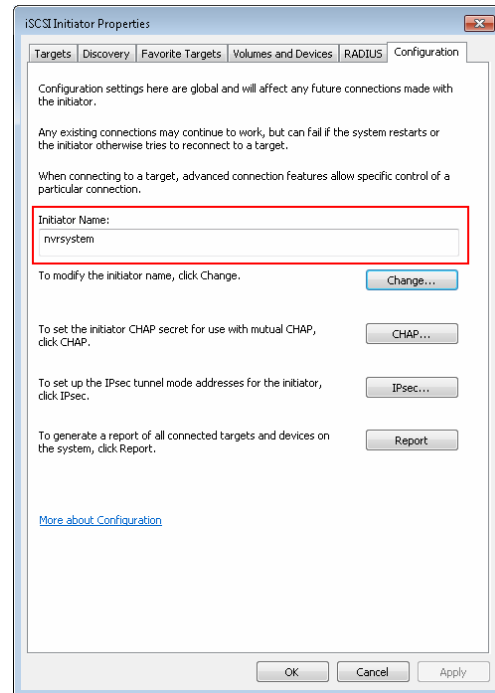 iSCSI Initiator Properties
Targets Discovery Favorite Targets Volumes and Devices RADIUS Configuration
Configuration settings here are global and will affect any future connections made with
the initiator.
Any existing connections may continue to work, but can fail if the system restarts or
the initiator otherwise tries to reconnect to a target.
When connecting to a target, advanced connection features allow specific control of a
particular connection.
Initiator Name:
nvrsystem
To modify the initiator name, click Change.
Change...
To set the initiator CHAP secret for use with mutual CHAP,
click CHAP.
CHAP...
To set up the IPsec tunnel mode addresses for the initiator,
click IPsec.
IPsec...
To generate a report of all connected targets and devices on
the system, click Report.
Report
More about Configuration
OK Cancel Apply